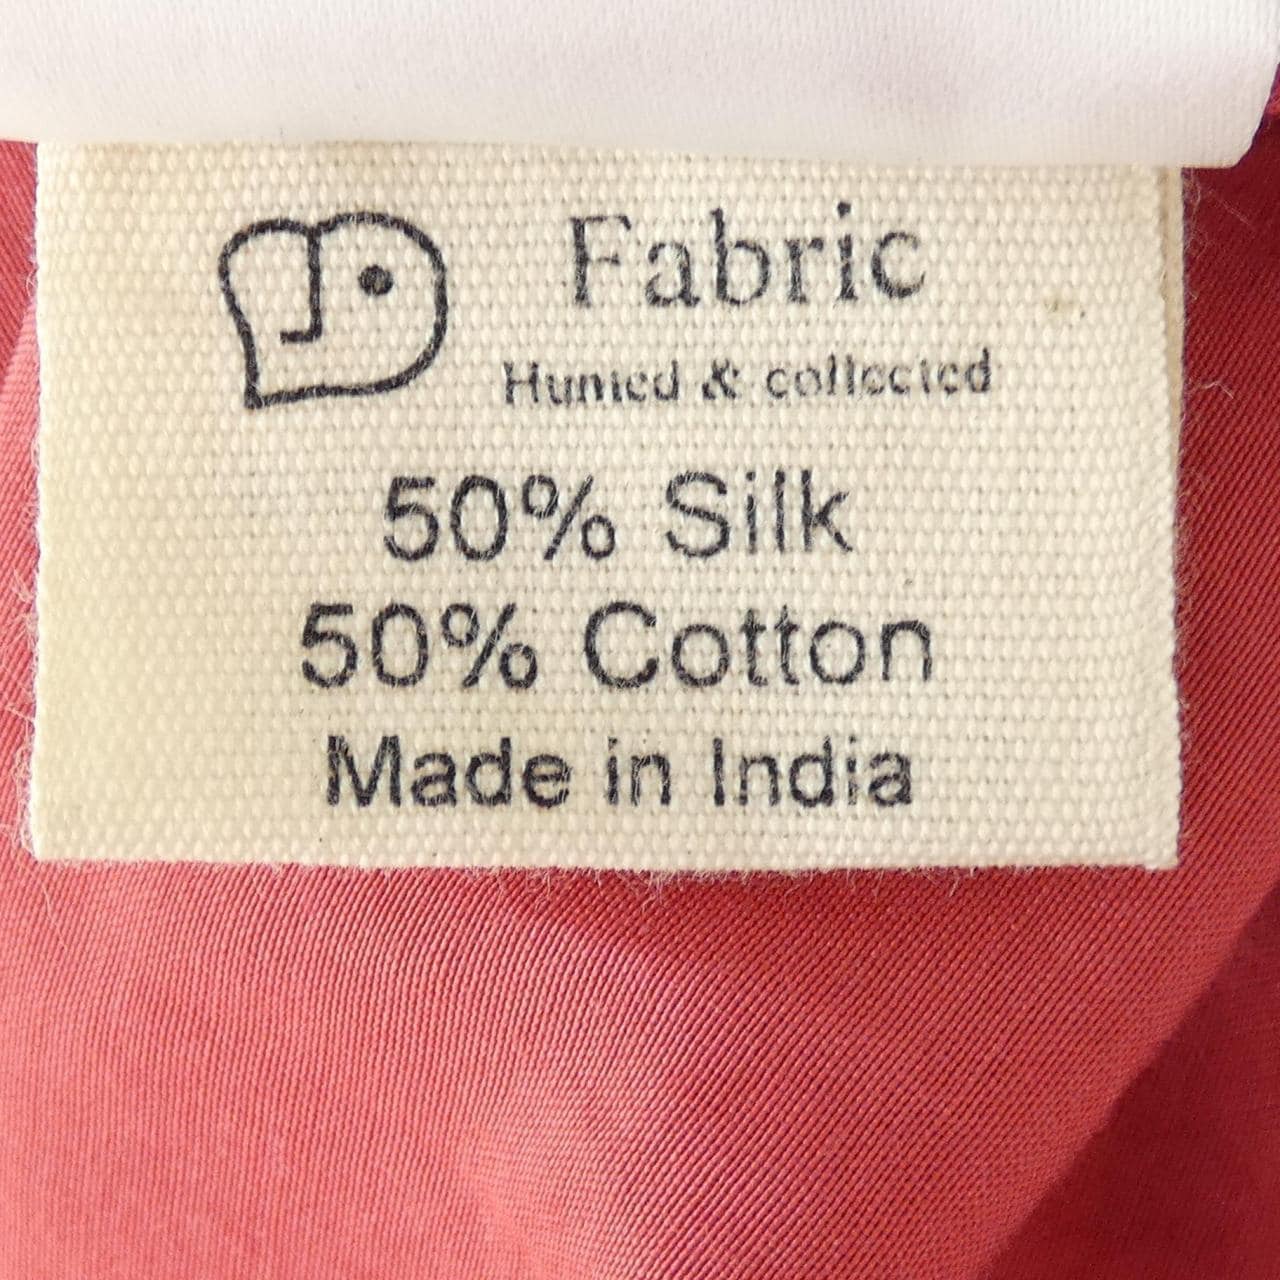 Fabric
Hunted & collected
50% Silk
50% Cotton
Made in India